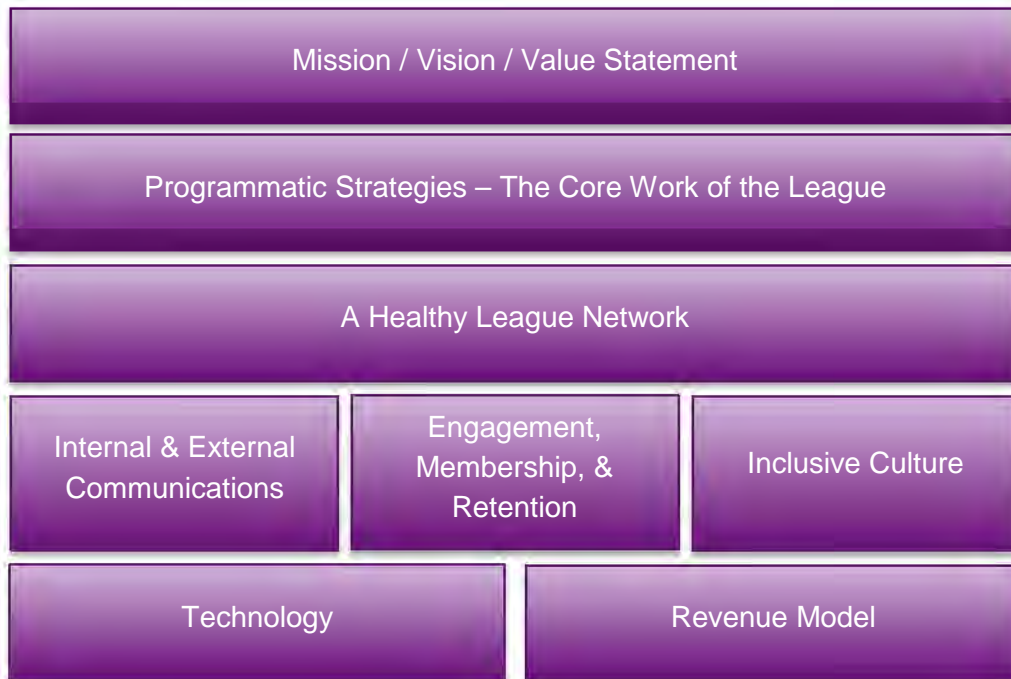 Mission / Vision / Value Statement
Programmatic Strategies – The Core Work of the League
A Healthy League Network
Internal & External
Communications
Engagement,
Membership, &
Retention
Inclusive Culture
Technology
Revenue Model